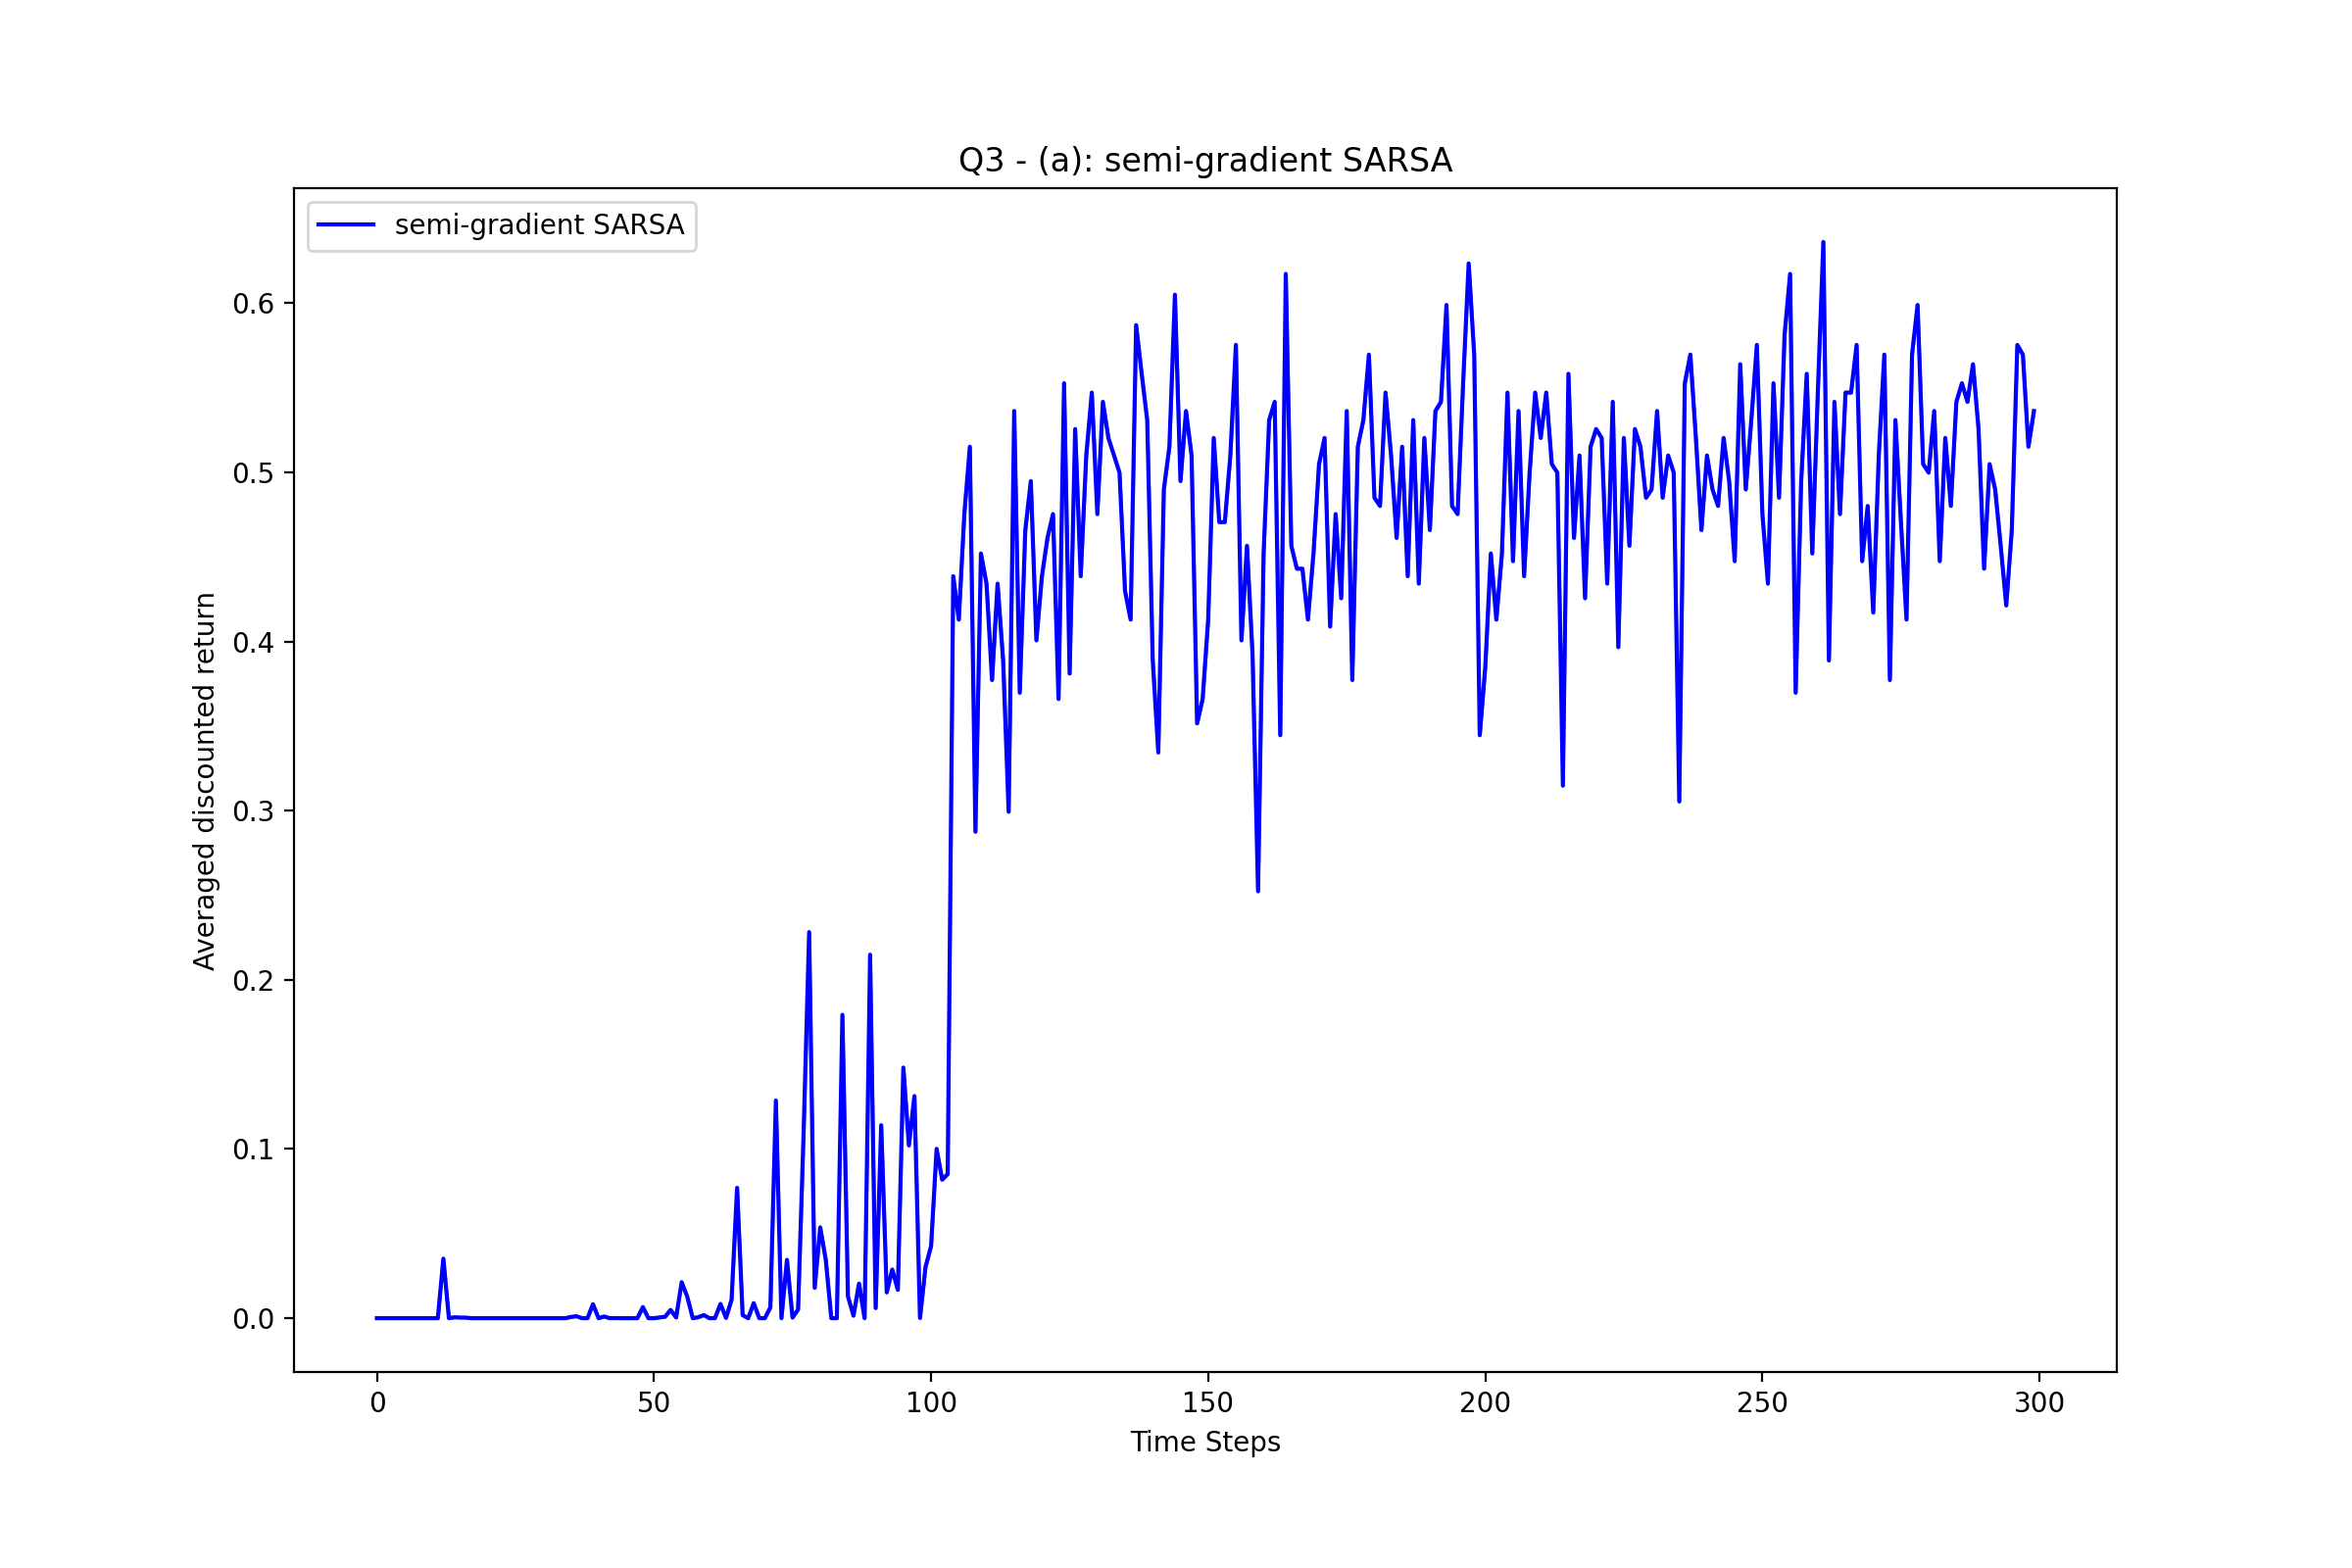 Q3 - (a): semi-gradient SARSA
semi-gradient SARSA
Averaged discounted return
0.6
0.5
0.4
0.3
0.2
0.1
0.0
0 50 100 150 200 250 300
Time Steps